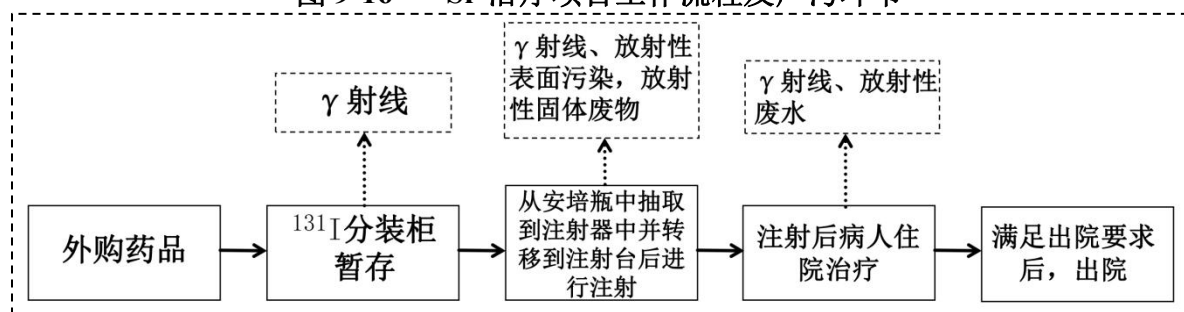 γ射线、放射性
表面污染，放射
性固体废物
γ射线
γ射线、放射性
废水
外购药品
¹³¹I分装柜
暂存
从安培瓶中抽取
到注射器中并转
移到注射台后进
行注射
注射后病人住
院治疗
满足出院要求
后，出院